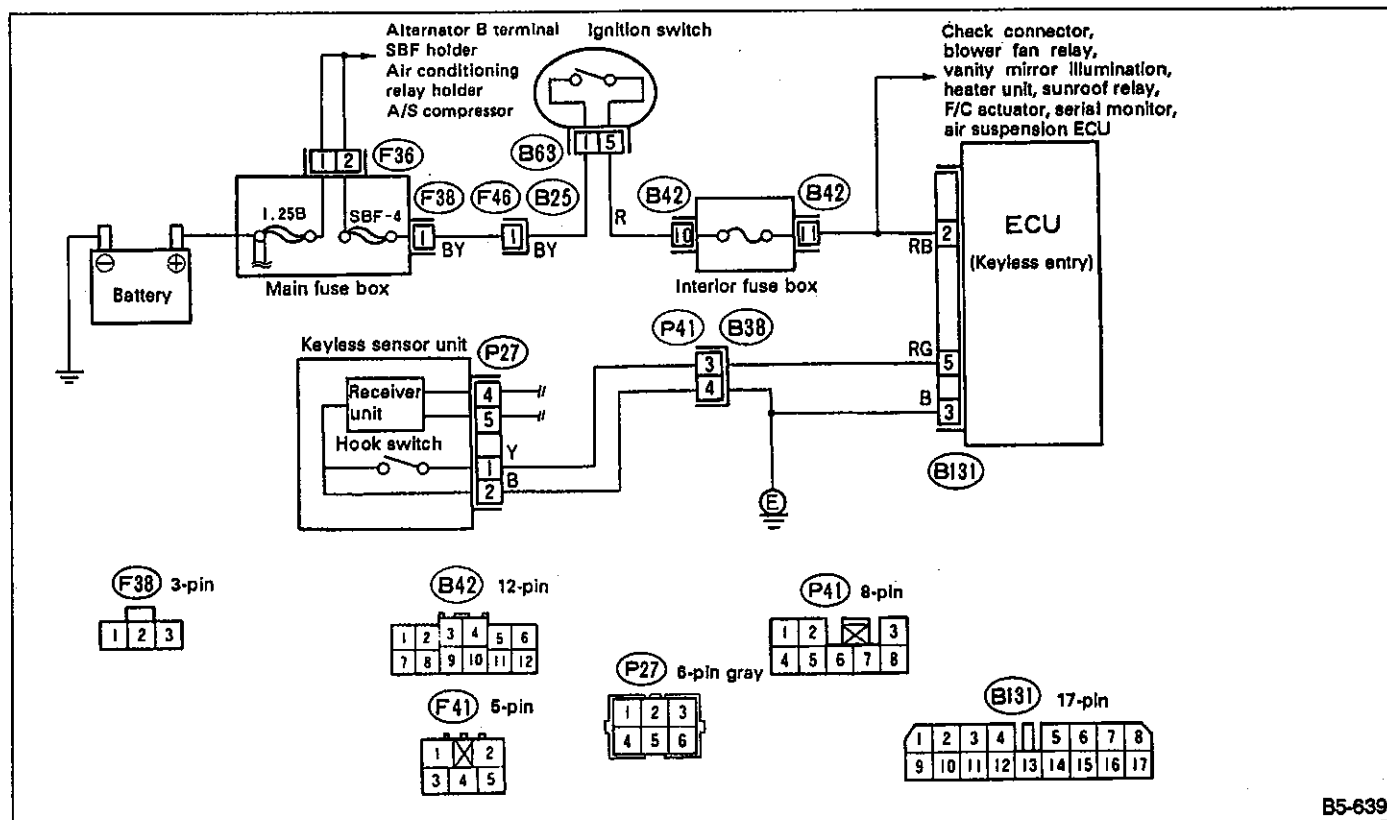 Alternator B terminal
SBF holder
Air conditioning
relay holder
A/S compressor
Ignition switch
Check connector,
blower fan relay,
vanity mirror illumination,
heater unit, sunroof relay,
F/C actuator, serial monitor,
air suspension ECU
1 2
F36
1 5
B63
1.25B
SBF-4
F38
F46
B25
1
BY
1
BY
R
B42
10
B42
11
RB
2
ECU
(Keyless entry)
Battery
Main fuse box
Interior fuse box
P41
B38
Keyless sensor unit
P27
3
4
RG
5
B
3
Receiver
unit
4
5
Hook switch
Y
1
B
2
B131
E
F38 3-pin
1 2 3
B42 12-pin
1 2 3 4 5 6
7 8 9 10 11 12
P41 8-pin
1 2 3
4 5 6 7 8
F41 5-pin
1 2
3 4 5
P27 6-pin gray
1 2 3
4 5 6
B131 17-pin
1 2 3 4 5 6 7 8
9 10 11 12 13 14 15 16 17
B5-639